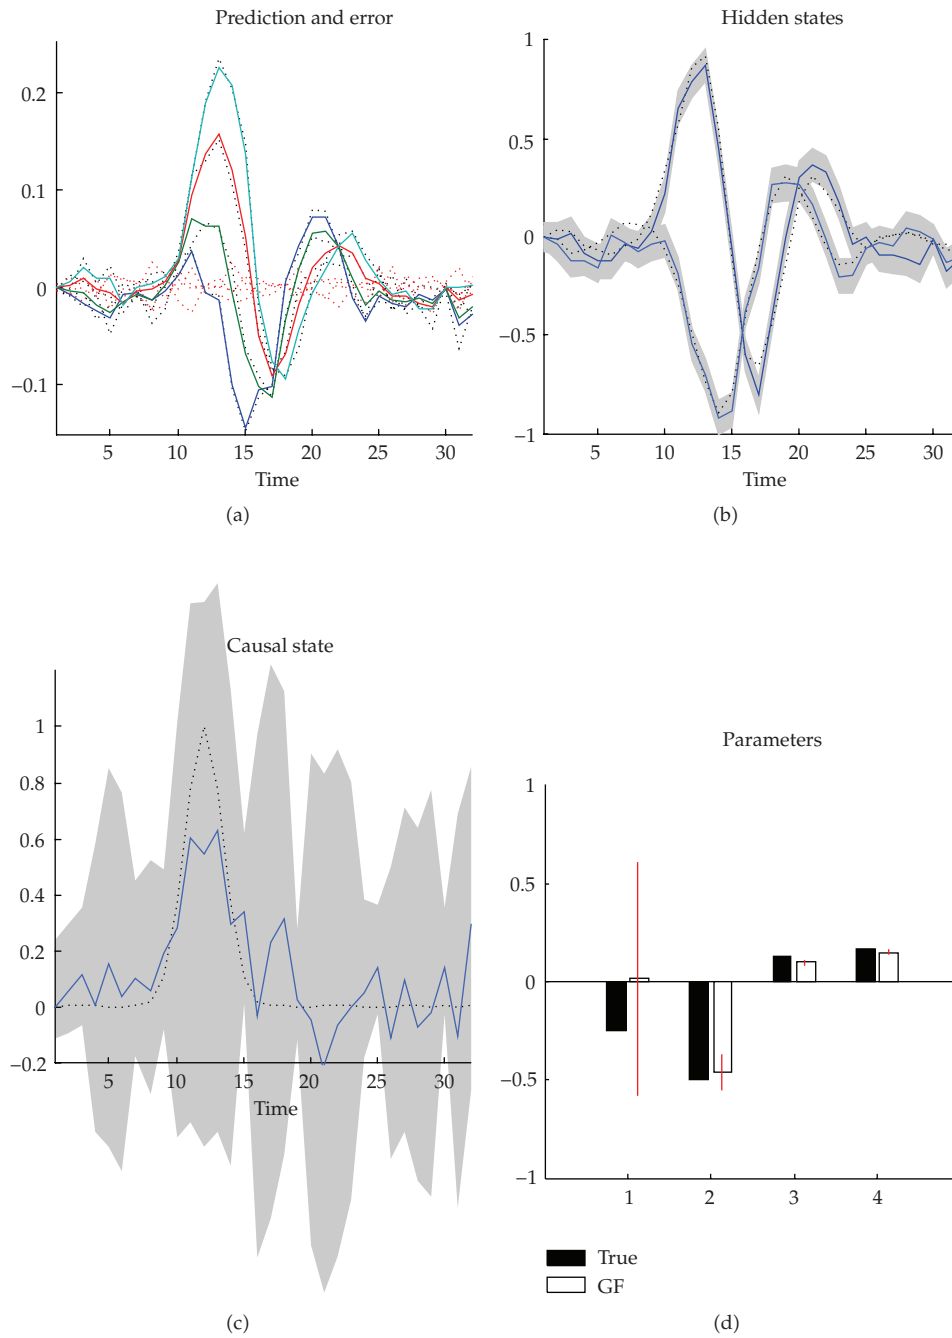 Prediction and error
0.2
0.1
0
−0.1
5 10 15 20 25 30
Time
(a)
Hidden states
1
0.5
0
−0.5
−1
5 10 15 20 25 30
Time
(b)
Causal state
1
0.8
0.6
0.4
0.2
0
−0.2
5 10 15 20 25 30
Time
(c)
Parameters
1
0.5
0
−0.5
−1
1 2 3 4
True
GF
(d)